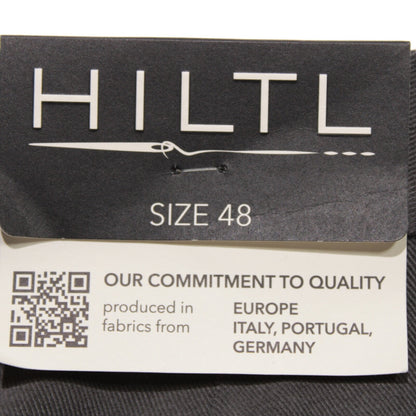 HILTL
SIZE 48
OUR COMMITMENT TO QUALITY
produced in EUROPE
fabrics from ITALY, PORTUGAL,
GERMANY